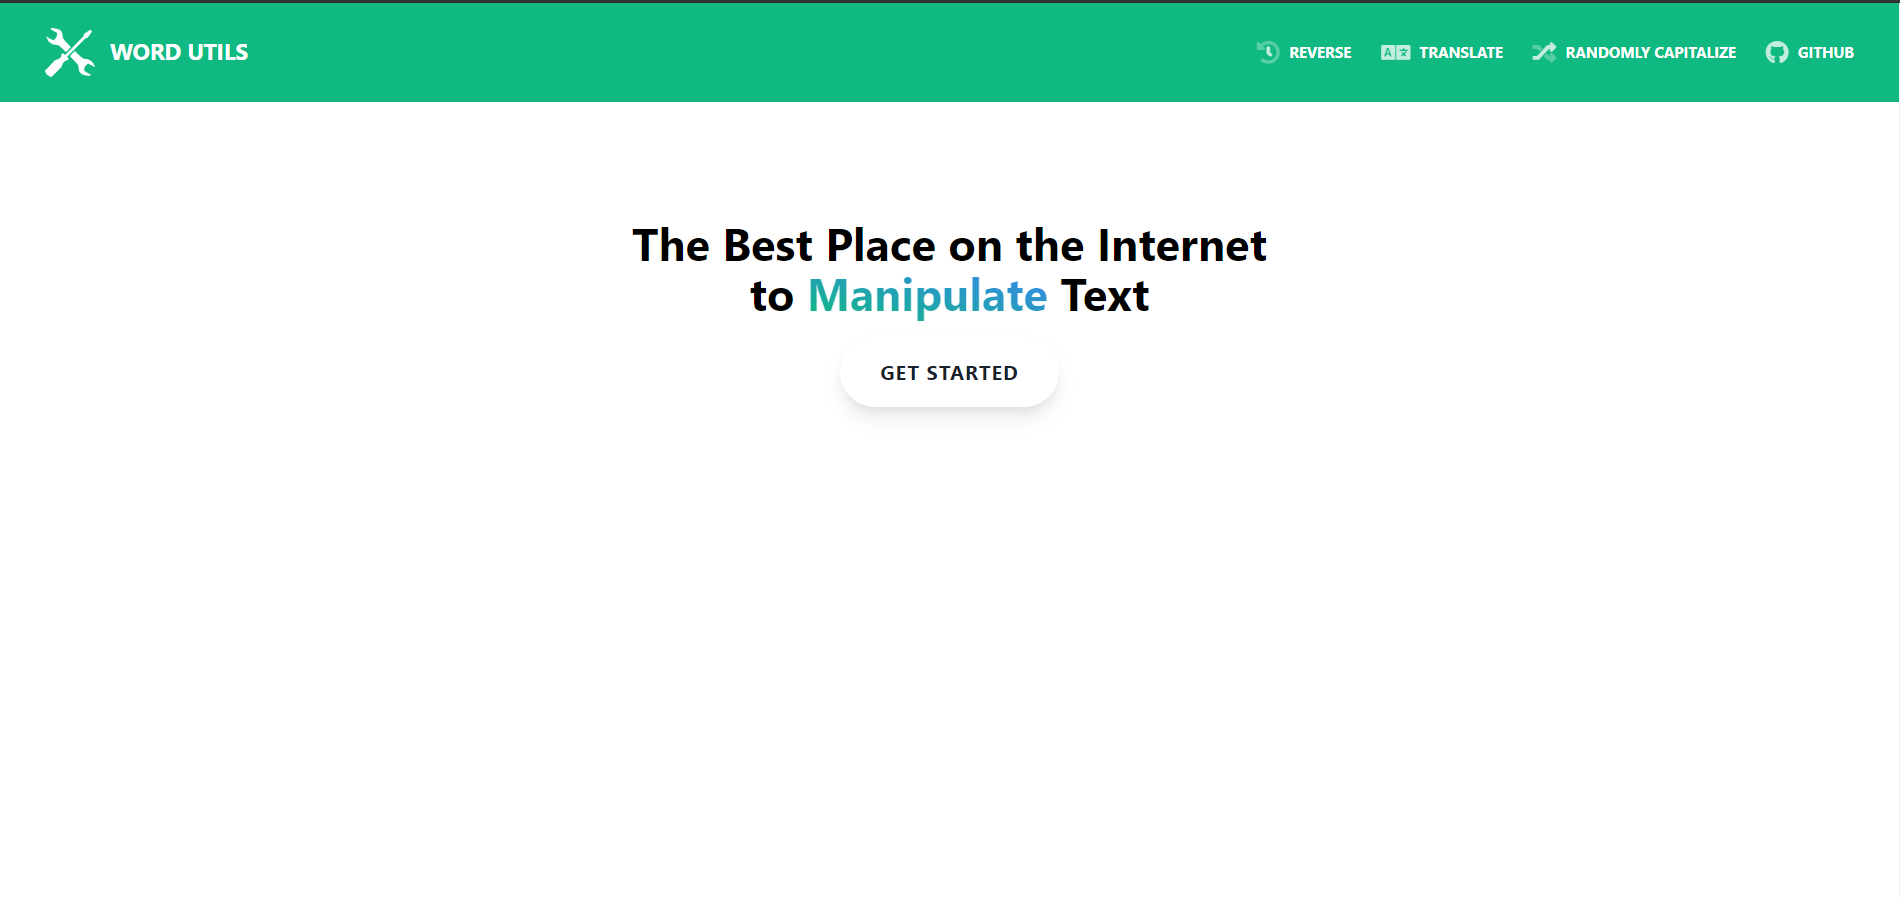 WORD UTILS
REVERSE
TRANSLATE
RANDOMLY CAPITALIZE
GITHUB
The Best Place on the Internet
to Manipulate Text
GET STARTED